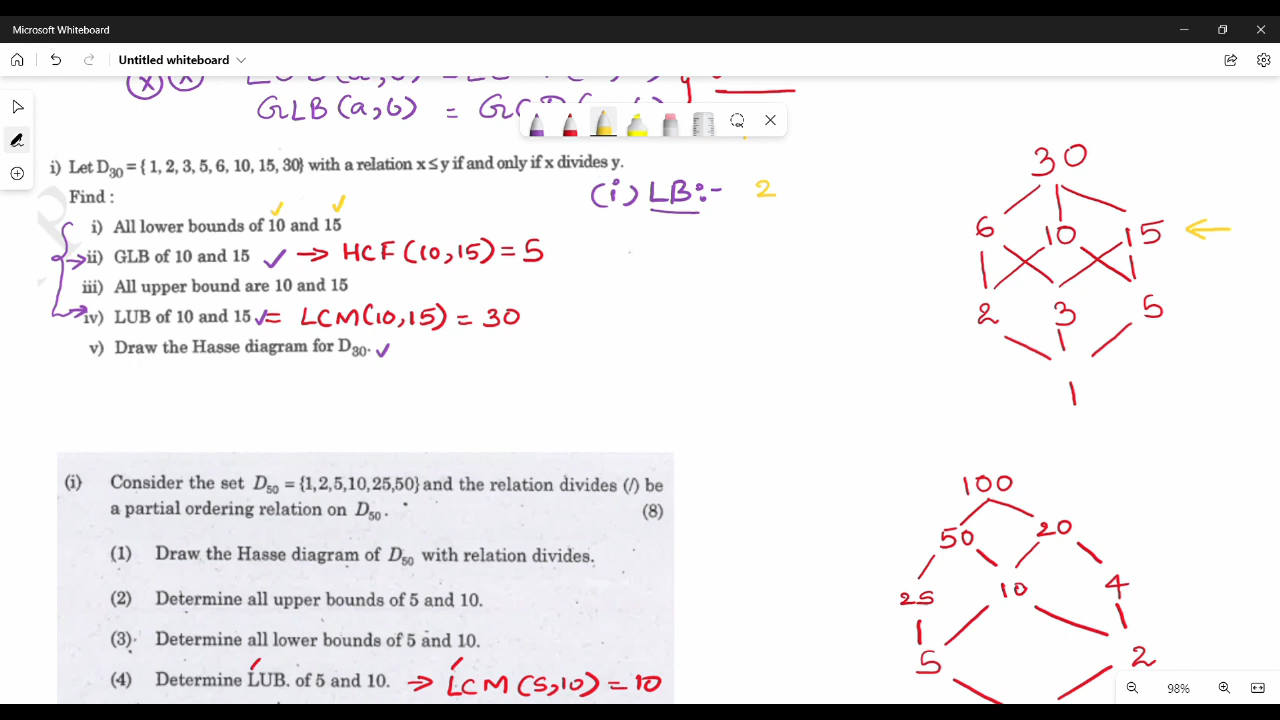 Microsoft Whiteboard
Untitled whiteboard
GLB (a,b) =
i) Let D30 = { 1, 2, 3, 5, 6, 10, 15, 30} with a relation x ≤ y if and only if x divides y.
Find :
i) All lower bounds of 10 and 15
ii) GLB of 10 and 15 ✓ → HCF (10,15) = 5
iii) All upper bound are 10 and 15
iv) LUB of 10 and 15 ✓ = LCM(10,15) = 30
v) Draw the Hasse diagram for D30. ✓
(i) LB:- 2
30
6 10 15 ←
2 3 5
1
(i) Consider the set D50 = {1,2,5,10,25,50} and the relation divides (/) be
a partial ordering relation on D50. (8)
(1) Draw the Hasse diagram of D50 with relation divides.
(2) Determine all upper bounds of 5 and 10.
(3) Determine all lower bounds of 5 and 10.
(4) Determine LUB. of 5 and 10. → LCM (5,10) = 10
100
50 20
25 10 4
5 2
98%